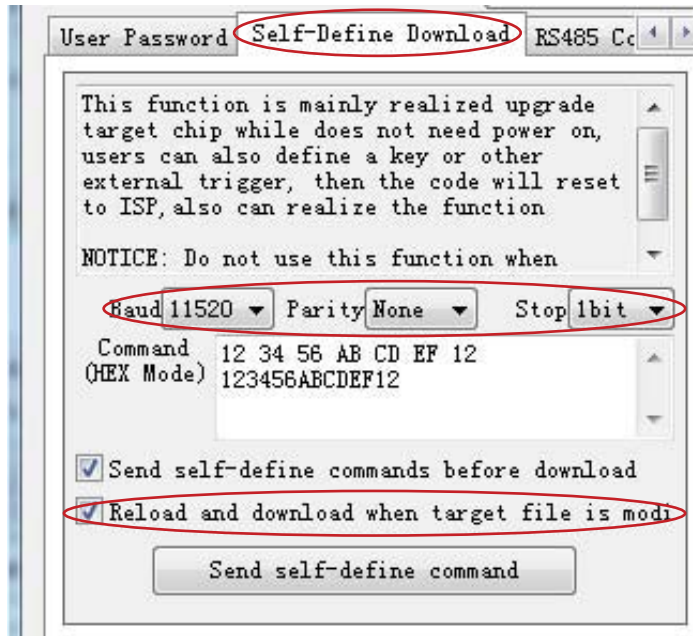 User Password Self-Define Download RS485 Co
This function is mainly realized upgrade
target chip while does not need power on,
users can also define a key or other
external trigger, then the code will reset
to ISP, also can realize the function
NOTICE: Do not use this function when
Baud 11520 Parity None Stop 1bit
Command
(HEX Mode)
12 34 56 AB CD EF 12
123456ABCDEF12
Send self-define commands before download
Reload and download when target file is modi
Send self-define command